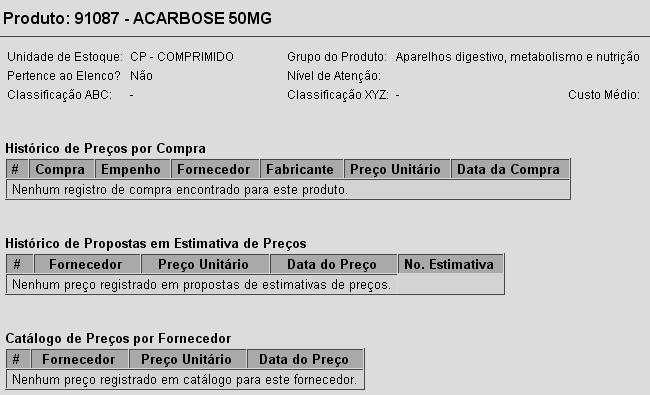 Produto: 91087 - ACARBOSE 50MG
Unidade de Estoque: CP - COMPRIMIDO Grupo do Produto: Aparelhos digestivo, metabolismo e nutrição
Pertence ao Elenco? Não Nível de Atenção:
Classificação ABC: - Classificação XYZ: - Custo Médio:
Histórico de Preços por Compra
# Compra Empenho Fornecedor Fabricante Preço Unitário Data da Compra
Nenhum registro de compra encontrado para este produto.
Histórico de Propostas em Estimativa de Preços
# Fornecedor Preço Unitário Data do Preço No. Estimativa
Nenhum preço registrado em propostas de estimativas de preços.
Catálogo de Preços por Fornecedor
# Fornecedor Preço Unitário Data do Preço
Nenhum preço registrado em catálogo para este fornecedor.